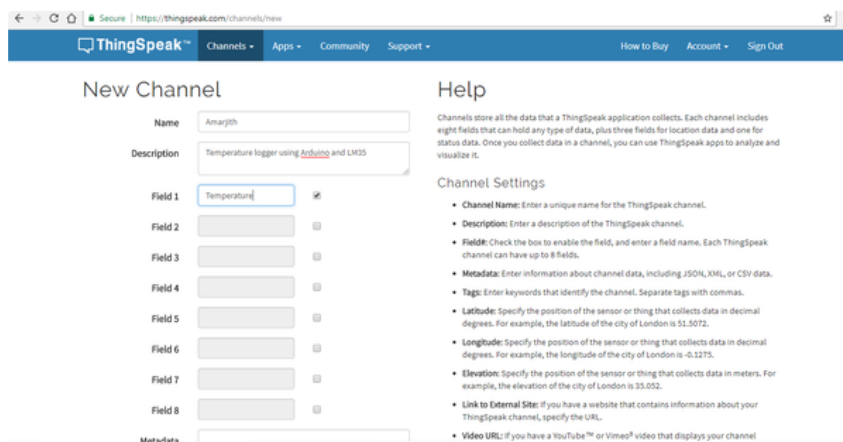 Secure | https://thingspeak.com/channels/new
ThingSpeak™ Channels Apps Community Support How to Buy Account Sign Out
New Channel
Name Amarjith
Description Temperature logger using Arduino and LM35
Field 1 Temperature
Field 2
Field 3
Field 4
Field 5
Field 6
Field 7
Field 8
Metadata
Help
Channels store all the data that a ThingSpeak application collects. Each channel includes
eight fields that can hold any type of data, plus three fields for location data and one for
status data. Once you collect data in a channel, you can use ThingSpeak apps to analyze and
visualize it.
Channel Settings
• Channel Name: Enter a unique name for the ThingSpeak channel.
• Description: Enter a description of the ThingSpeak channel.
• Field#: Check the box to enable the field, and enter a field name. Each ThingSpeak
channel can have up to 8 fields.
• Metadata: Enter information about channel data, including JSON, XML, or CSV data.
• Tags: Enter keywords that identify the channel. Separate tags with commas.
• Latitude: Specify the position of the sensor or thing that collects data in decimal
degrees. For example, the latitude of the city of London is 51.5072.
• Longitude: Specify the position of the sensor or thing that collects data in decimal
degrees. For example, the longitude of the city of London is -0.1275.
• Elevation: Specify the position of the sensor or thing that collects data in meters. For
example, the elevation of the city of London is 35.052.
• Link to External Site: If you have a website that contains information about your
ThingSpeak channel, specify the URL.
• Video URL: If you have a YouTube™ or Vimeo® video that displays your channel